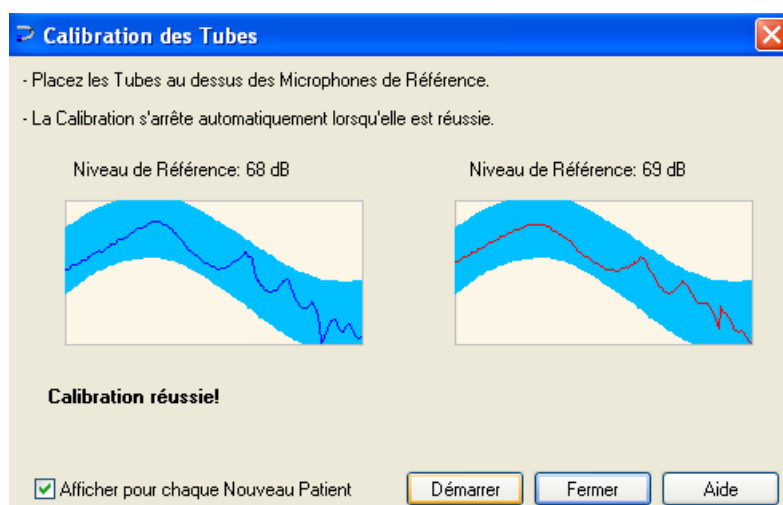 Calibration des Tubes
- Placez les Tubes au dessus des Microphones de Référence.
- La Calibration s'arrête automatiquement lorsqu'elle est réussie.
Niveau de Référence: 68 dB
Niveau de Référence: 69 dB
Calibration réussie!
Afficher pour chaque Nouveau Patient
Démarrer
Fermer
Aide